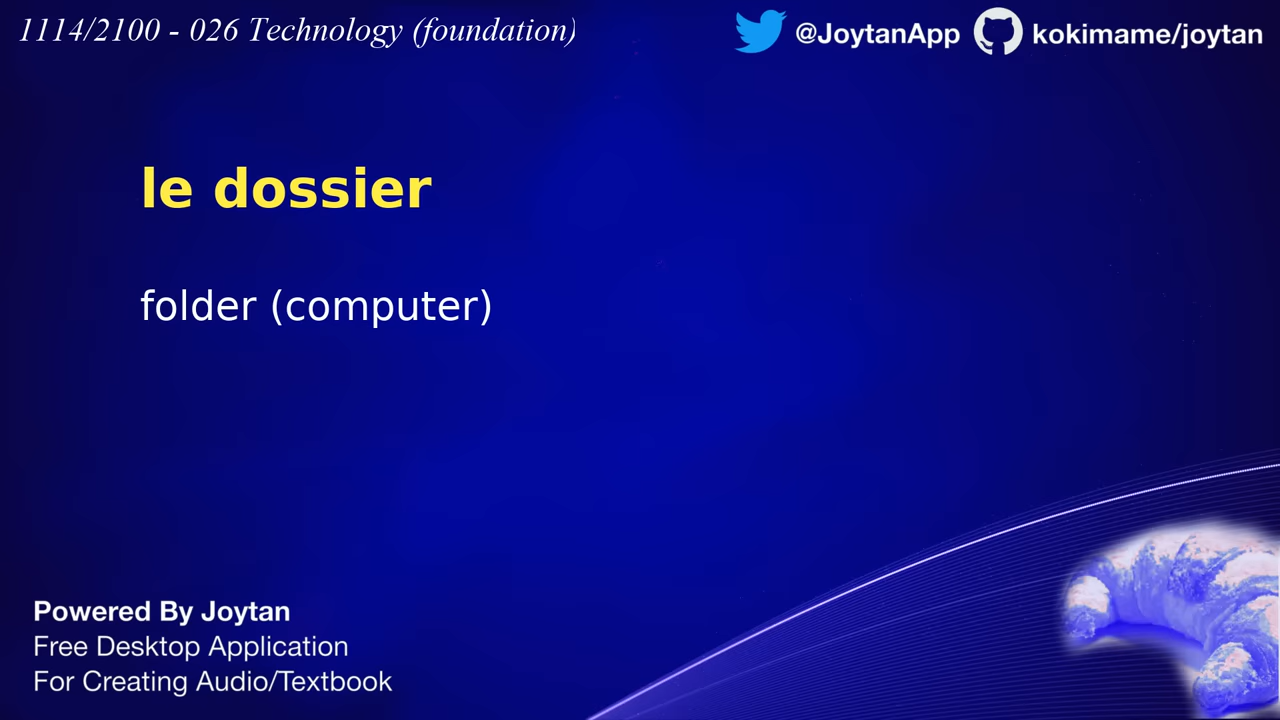 1114/2100 - 026 Technology (foundation)
@JoytanApp
kokimame/joytan
le dossier
folder (computer)
Powered By Joytan
Free Desktop Application
For Creating Audio/Textbook